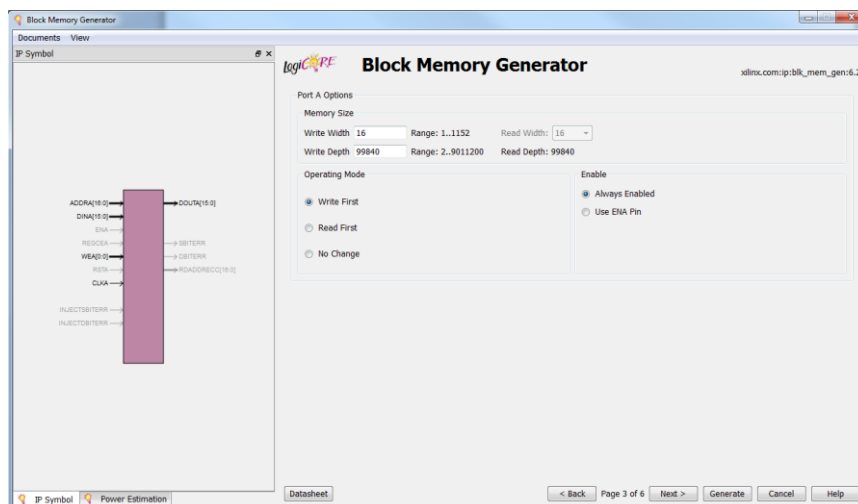 Block Memory Generator
Documents View
IP Symbol
LogiCORE
Block Memory Generator
xilinx.com:ip:blk_mem_gen:6.2
Port A Options
Memory Size
Write Width 16 Range: 1..1152 Read Width: 16
Write Depth 99840 Range: 2..9011200 Read Depth: 99840
Operating Mode
Write First
Read First
No Change
Enable
Always Enabled
Use ENA Pin
ADDRA[16:0] DOUTA[15:0]
DINA[15:0]
ENA
REGCEA SBITERR
WEA[0:0] DBITERR
RSTA RDADDRECC[16:0]
CLKA
INJECTSBITERR
INJECTDBITERR
IP Symbol Power Estimation
Datasheet < Back Page 3 of 6 Next > Generate Cancel Help